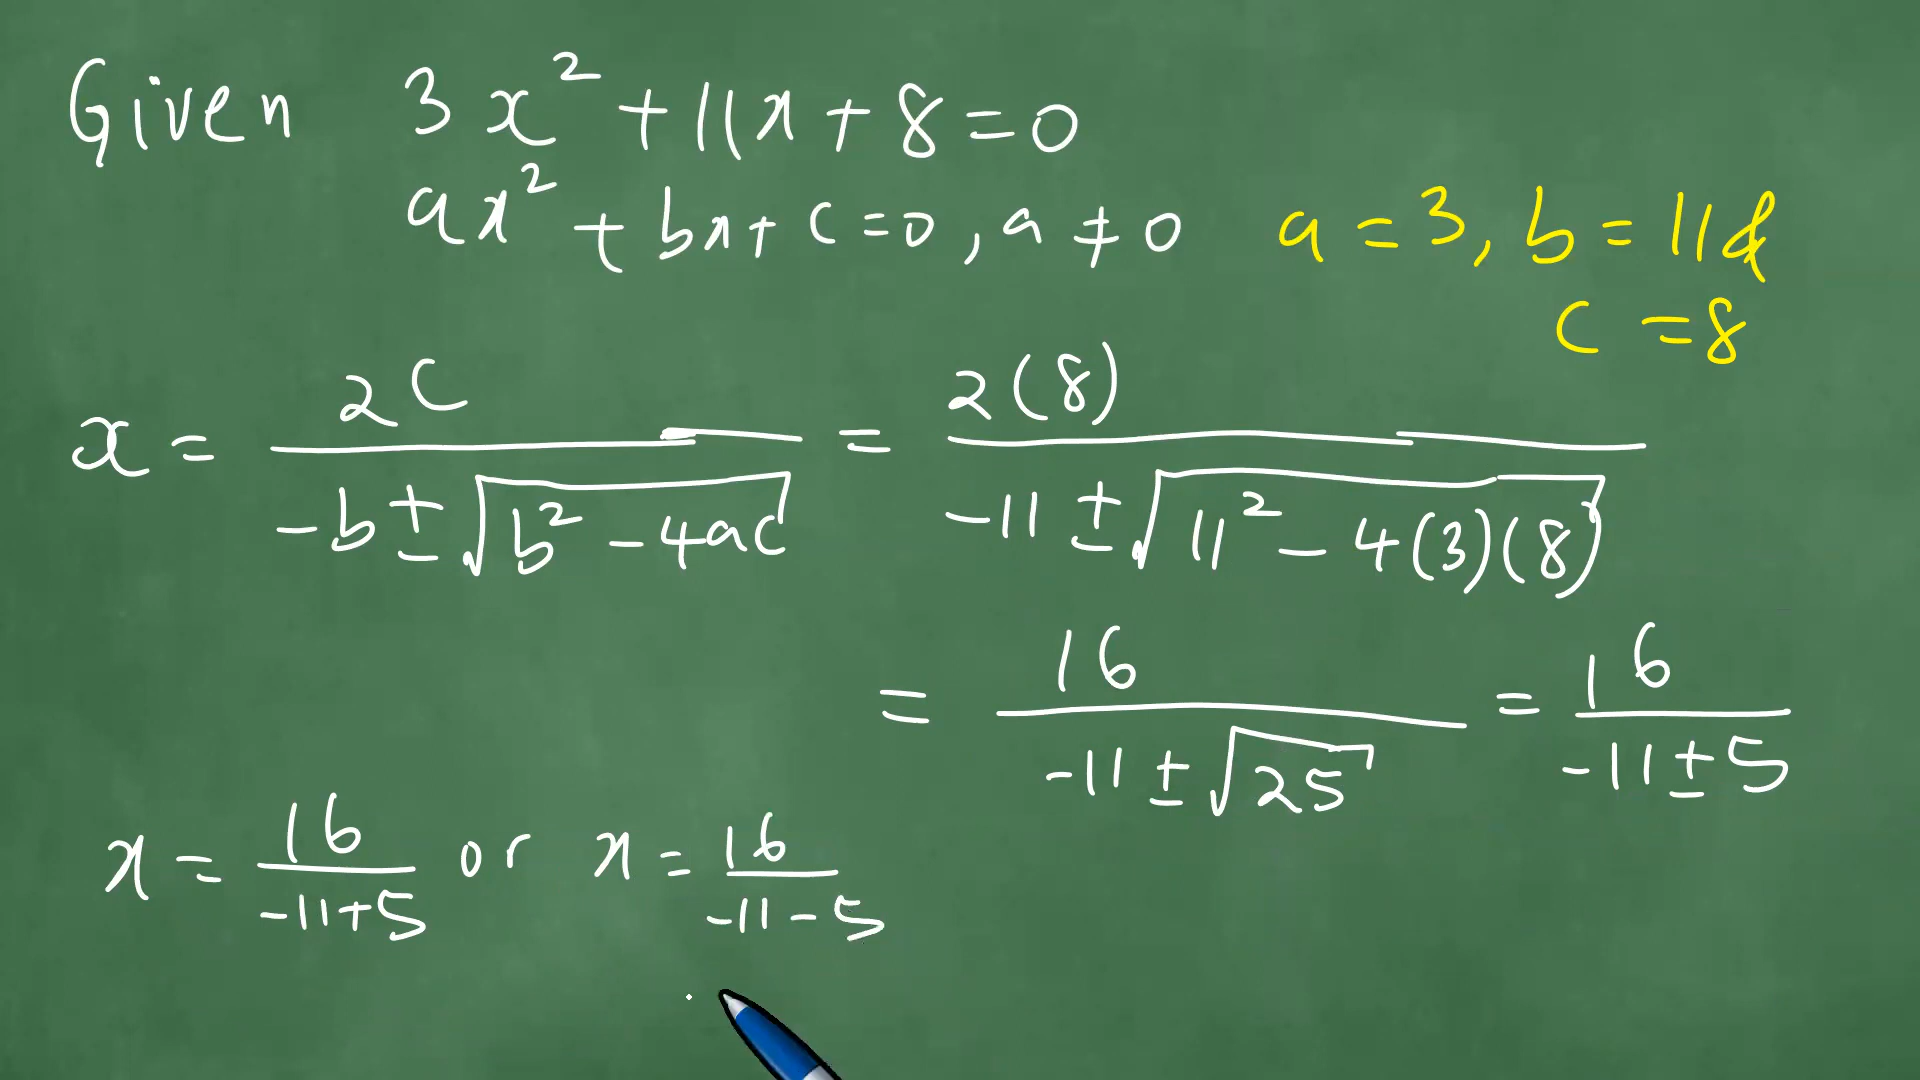 Given 3x² + 11x + 8 = 0
ax² + bx + c = 0, a ≠ 0
a = 3, b = 11 &
c = 8
x = 2c / (-b ± √(b² - 4ac)) = 2(8) / (-11 ± √(11² - 4(3)(8)))
= 16 / (-11 ± √25) = 16 / (-11 ± 5)
x = 16 / (-11+5) or x = 16 / (-11-5)